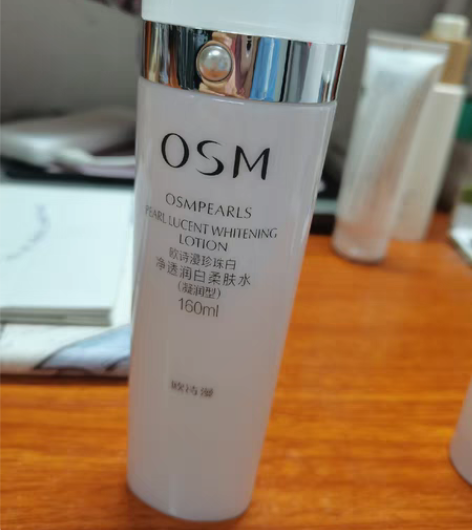 OSM
OSMPEARLS
PEARL LUCENT WHITENING
LOTION
欧诗漫珍珠白
净透润白柔肤水
(凝润型)
160ml
欧诗漫